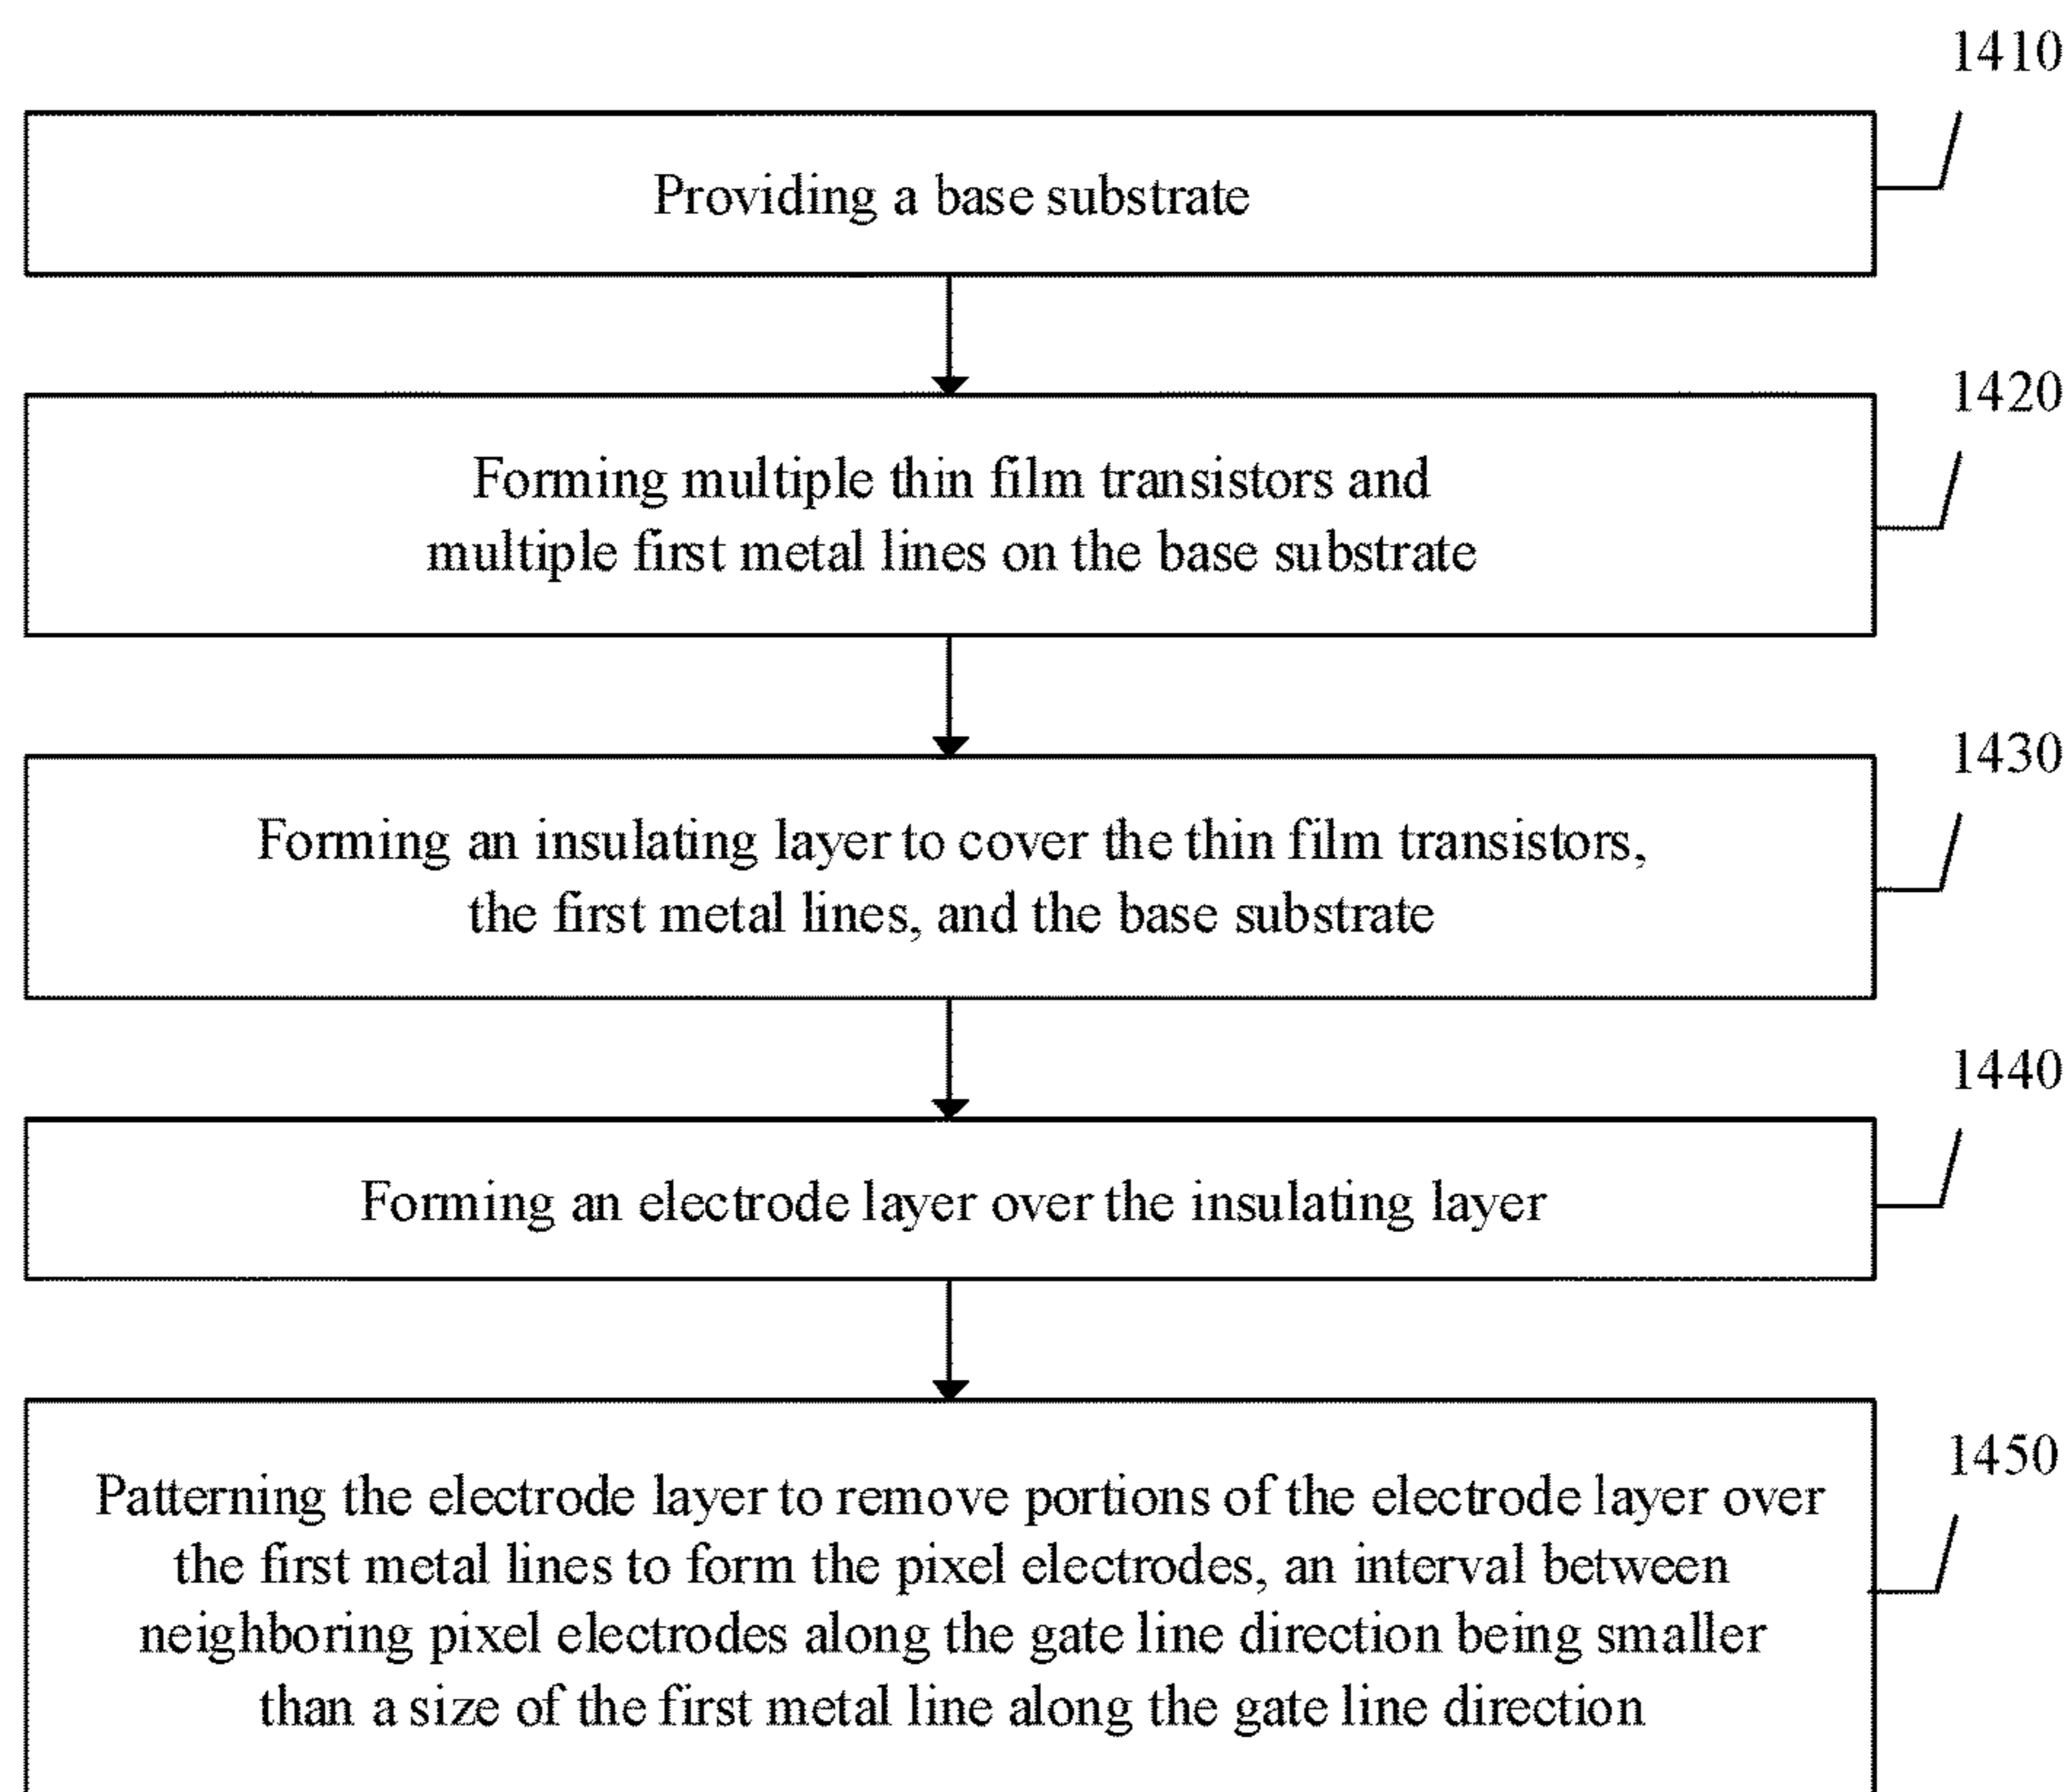 1410
Providing a base substrate
1420
Forming multiple thin film transistors and
multiple first metal lines on the base substrate
1430
Forming an insulating layer to cover the thin film transistors,
the first metal lines, and the base substrate
1440
Forming an electrode layer over the insulating layer
1450
Patterning the electrode layer to remove portions of the electrode layer over
the first metal lines to form the pixel electrodes, an interval between
neighboring pixel electrodes along the gate line direction being smaller
than a size of the first metal line along the gate line direction